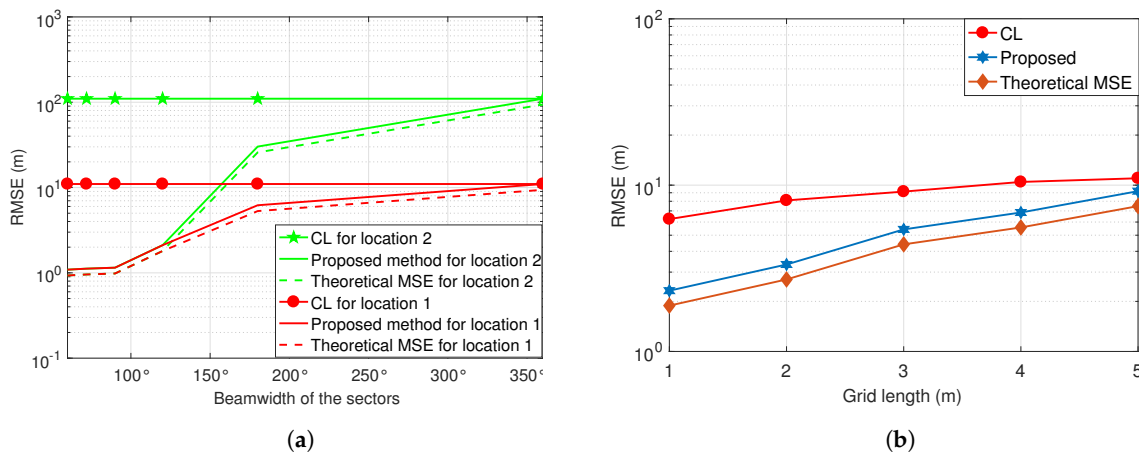 10^3
10^2
10^1
10^0
10^-1
RMSE (m)
CL for location 2
Proposed method for location 2
Theoretical MSE for location 2
CL for location 1
Proposed method for location 1
Theoretical MSE for location 1
100° 150° 200° 250° 300° 350°
Beamwidth of the sectors
(a)
10^2
10^1
10^0
RMSE (m)
CL
Proposed
Theoretical MSE
1 2 3 4 5
Grid length (m)
(b)